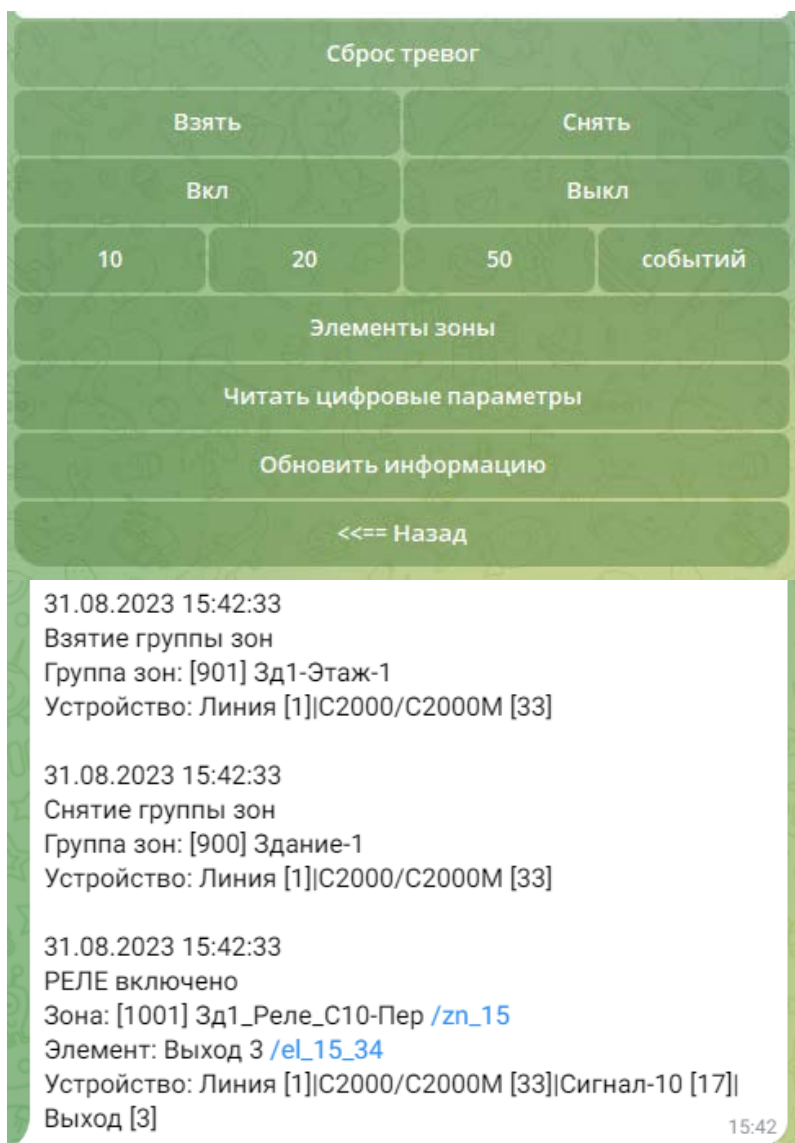 Сброс тревог
Взять Снять
Вкл Выкл
10 20 50 событий
Элементы зоны
Читать цифровые параметры
Обновить информацию
<<== Назад
31.08.2023 15:42:33
Взятие группы зон
Группа зон: [901] Зд1-Этаж-1
Устройство: Линия [1]|С2000/С2000М [33]
31.08.2023 15:42:33
Снятие группы зон
Группа зон: [900] Здание-1
Устройство: Линия [1]|С2000/С2000М [33]
31.08.2023 15:42:33
РЕЛЕ включено
Зона: [1001] Зд1_Реле_С10-Пер /zn_15
Элемент: Выход 3 /el_15_34
Устройство: Линия [1]|С2000/С2000М [33]|Сигнал-10 [17]|
Выход [3]
15:42